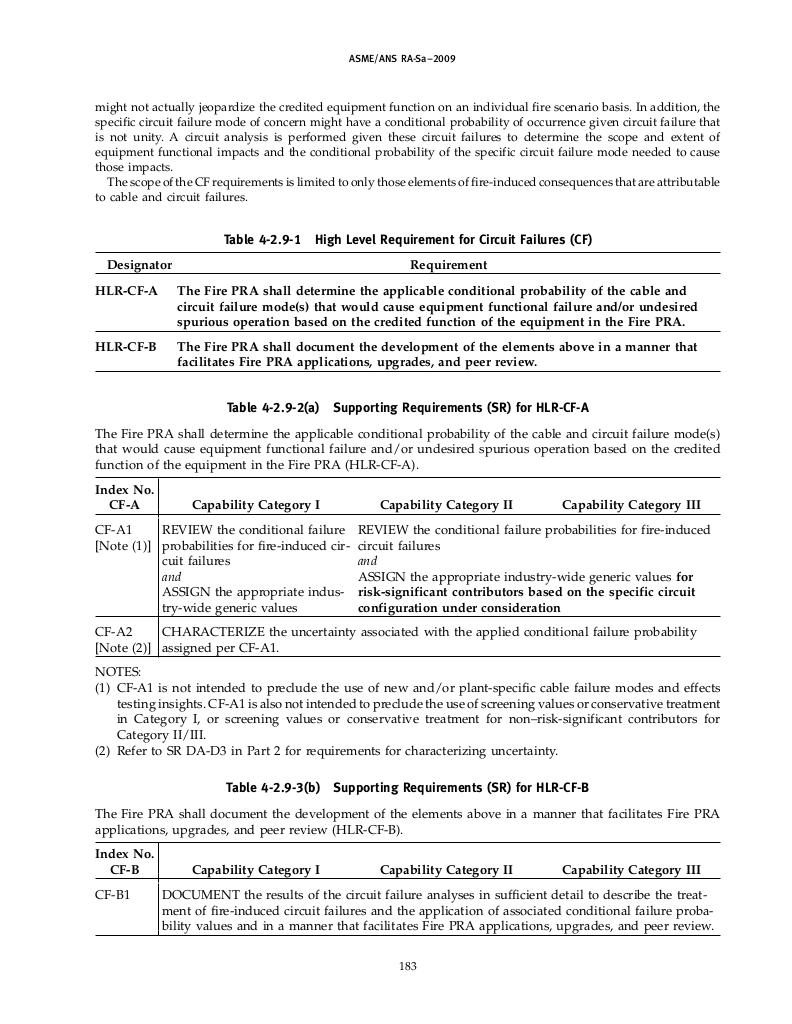 ASME/ANS RA-Sa–2009
might not actually jeopardize the credited equipment function on an individual fire scenario basis. In addition, the
specific circuit failure mode of concern might have a conditional probability of occurrence given circuit failure that
is not unity. A circuit analysis is performed given these circuit failures to determine the scope and extent of
equipment functional impacts and the conditional probability of the specific circuit failure mode needed to cause
those impacts.
The scope of the CF requirements is limited to only those elements of fire-induced consequences that are attributable
to cable and circuit failures.
Table 4-2.9-1 High Level Requirement for Circuit Failures (CF)
Designator Requirement
HLR-CF-A The Fire PRA shall determine the applicable conditional probability of the cable and
circuit failure mode(s) that would cause equipment functional failure and/or undesired
spurious operation based on the credited function of the equipment in the Fire PRA.
HLR-CF-B The Fire PRA shall document the development of the elements above in a manner that
facilitates Fire PRA applications, upgrades, and peer review.
Table 4-2.9-2(a) Supporting Requirements (SR) for HLR-CF-A
The Fire PRA shall determine the applicable conditional probability of the cable and circuit failure mode(s)
that would cause equipment functional failure and/or undesired spurious operation based on the credited
function of the equipment in the Fire PRA (HLR-CF-A).
Index No.
CF-A Capability Category I Capability Category II Capability Category III
CF-A1 REVIEW the conditional failure REVIEW the conditional failure probabilities for fire-induced
[Note (1)] probabilities for fire-induced cir- circuit failures
cuit failures and
and ASSIGN the appropriate industry-wide generic values for
ASSIGN the appropriate indus- risk-significant contributors based on the specific circuit
try-wide generic values configuration under consideration
CF-A2 CHARACTERIZE the uncertainty associated with the applied conditional failure probability
[Note (2)] assigned per CF-A1.
NOTES:
(1) CF-A1 is not intended to preclude the use of new and/or plant-specific cable failure modes and effects
testing insights. CF-A1 is also not intended to preclude the use of screening values or conservative treatment
in Category I, or screening values or conservative treatment for non–risk-significant contributors for
Category II/III.
(2) Refer to SR DA-D3 in Part 2 for requirements for characterizing uncertainty.
Table 4-2.9-3(b) Supporting Requirements (SR) for HLR-CF-B
The Fire PRA shall document the development of the elements above in a manner that facilitates Fire PRA
applications, upgrades, and peer review (HLR-CF-B).
Index No.
CF-B Capability Category I Capability Category II Capability Category III
CF-B1 DOCUMENT the results of the circuit failure analyses in sufficient detail to describe the treat-
ment of fire-induced circuit failures and the application of associated conditional failure proba-
bility values and in a manner that facilitates Fire PRA applications, upgrades, and peer review.
183